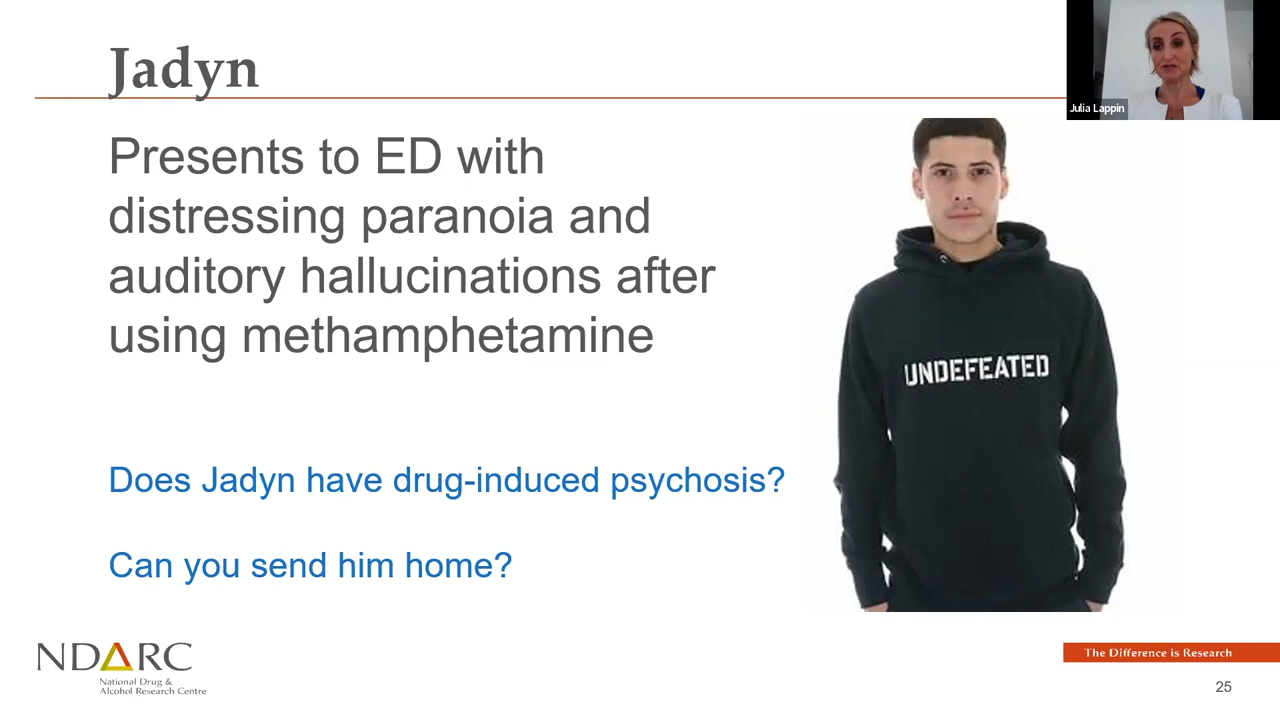 Jadyn
Julia Lappin
Presents to ED with
distressing paranoia and
auditory hallucinations after
using methamphetamine
UNDEFEATED
Does Jadyn have drug-induced psychosis?
Can you send him home?
NDARC
National Drug &
Alcohol Research Centre
The Difference is Research
25